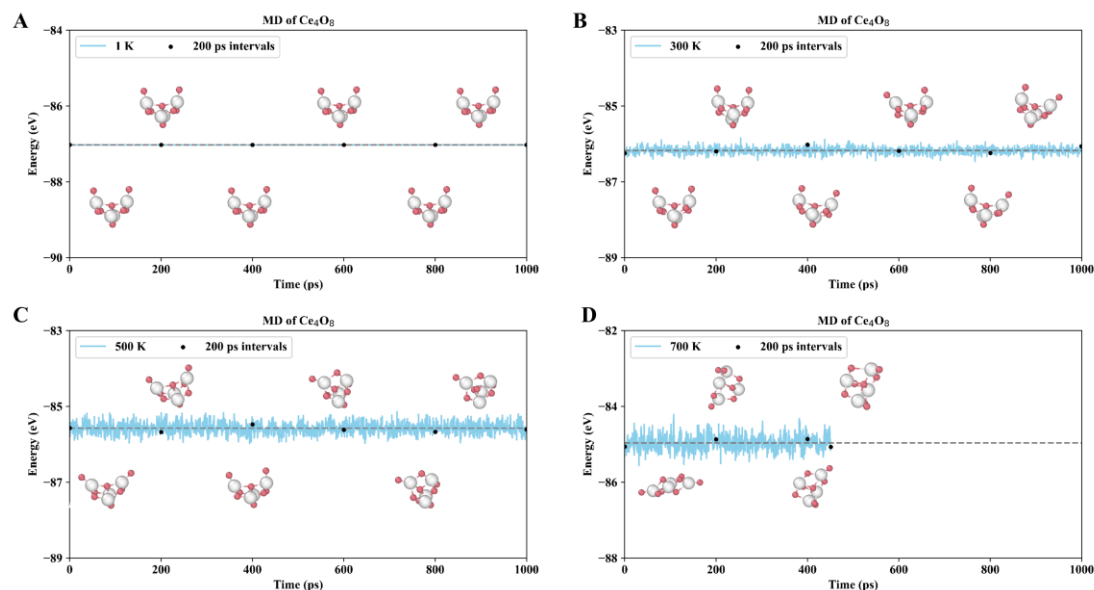 A
MD of Ce₄O₈
1 K
200 ps intervals
Energy (eV)
−84
−86
−88
−90
0 200 400 600 800 1000
Time (ps)
B
MD of Ce₄O₈
300 K
200 ps intervals
Energy (eV)
−83
−85
−87
−89
0 200 400 600 800 1000
Time (ps)
C
MD of Ce₄O₈
500 K
200 ps intervals
Energy (eV)
−83
−85
−87
−89
0 200 400 600 800 1000
Time (ps)
D
MD of Ce₄O₈
700 K
200 ps intervals
Energy (eV)
−82
−84
−86
−88
0 200 400 600 800 1000
Time (ps)